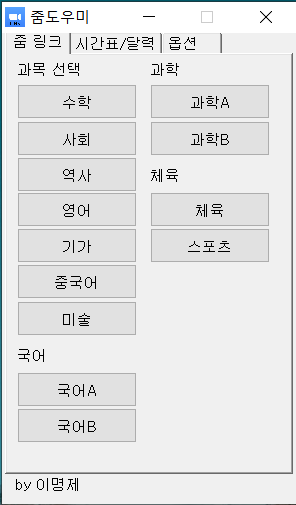 줌도우미
줌 링크 시간표/달력 옵션
과목 선택
수학
사회
역사
영어
기가
중국어
미술
국어
국어A
국어B
과학
과학A
과학B
체육
체육
스포츠
by 이명제